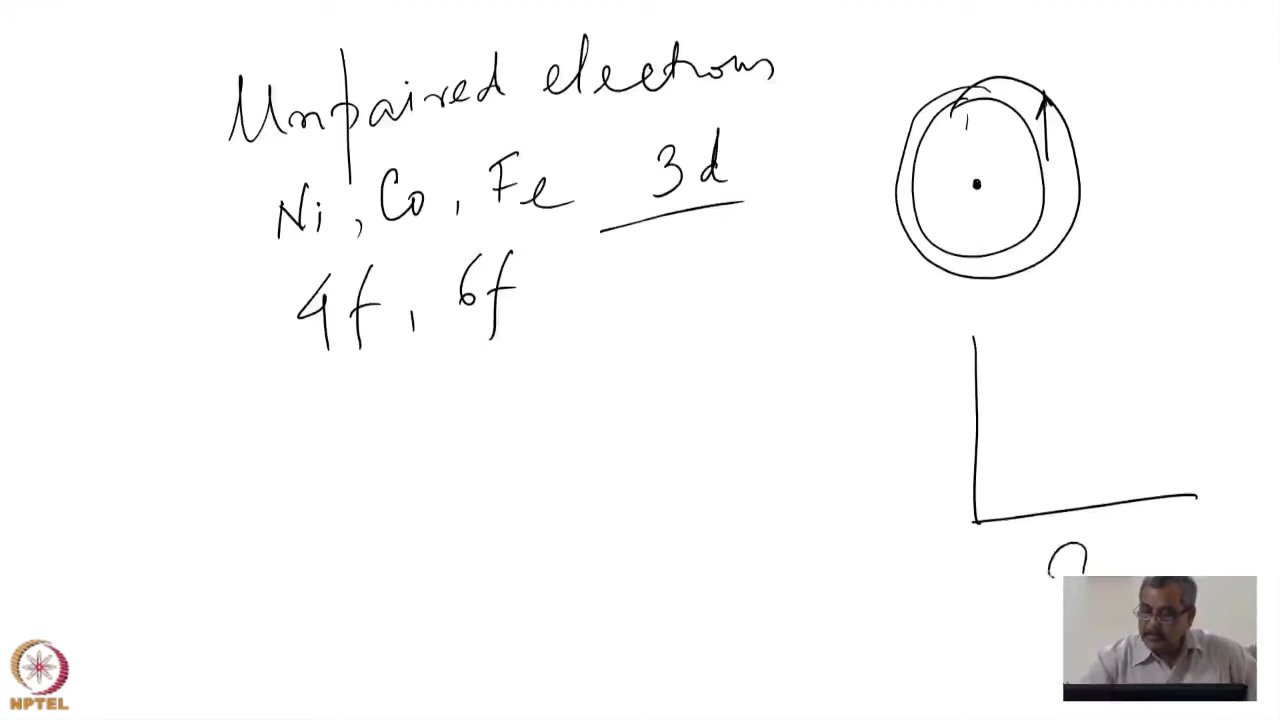 Unpaired electrons
Ni, Co, Fe 3d
4f, 6f
NPTEL